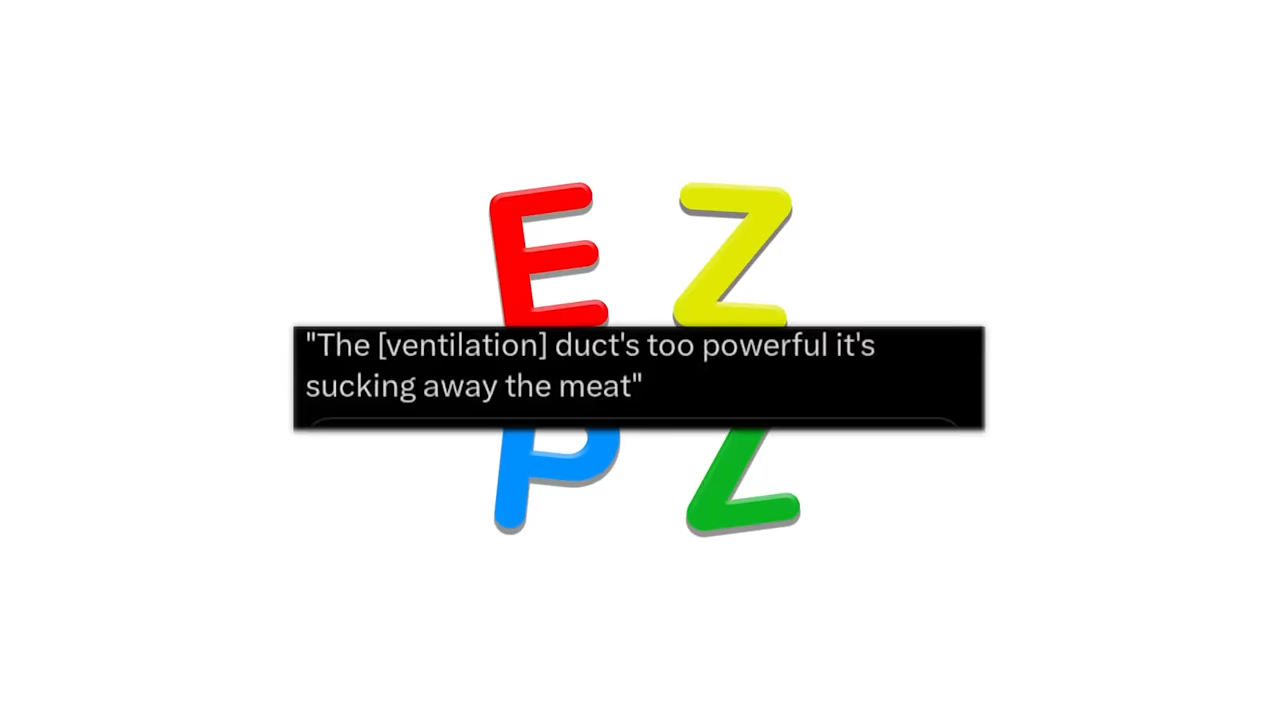 E Z
"The [ventilation] duct's too powerful it's
sucking away the meat"
P Z